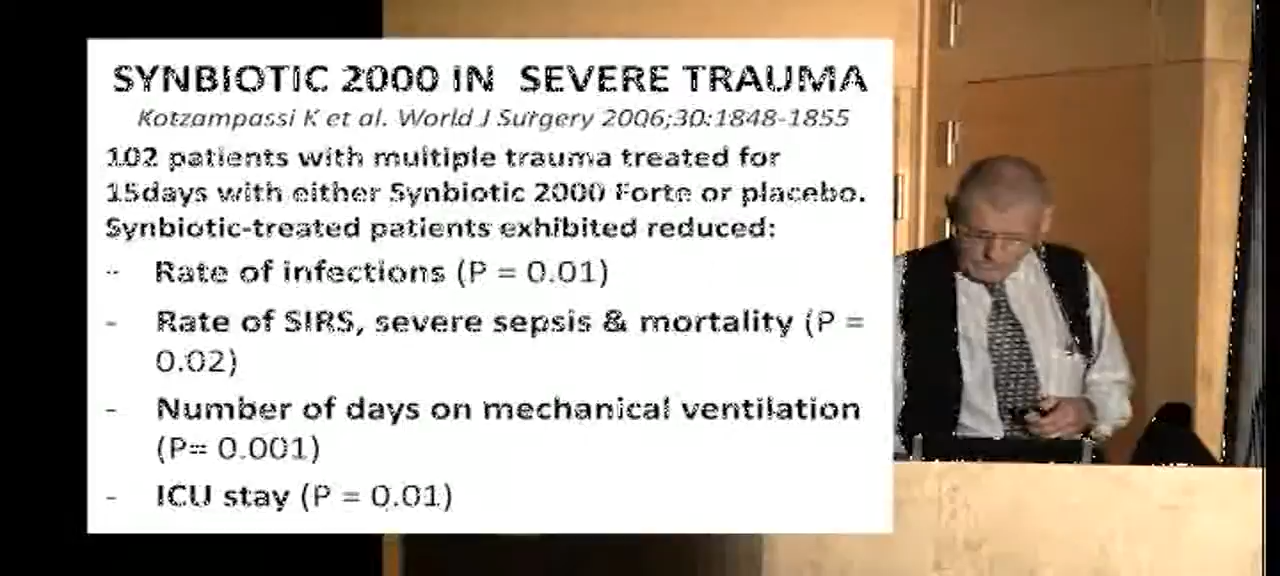 SYNBIOTIC 2000 IN SEVERE TRAUMA
Kotzampassi K et al. World J Surgery 2006;30:1848-1855
102 patients with multiple trauma treated for
15days with either Synbiotic 2000 Forte or placebo.
Synbiotic-treated patients exhibited reduced:
- Rate of infections (P = 0.01)
- Rate of SIRS, severe sepsis & mortality (P =
0.02)
- Number of days on mechanical ventilation
(P= 0.001)
- ICU stay (P = 0.01)